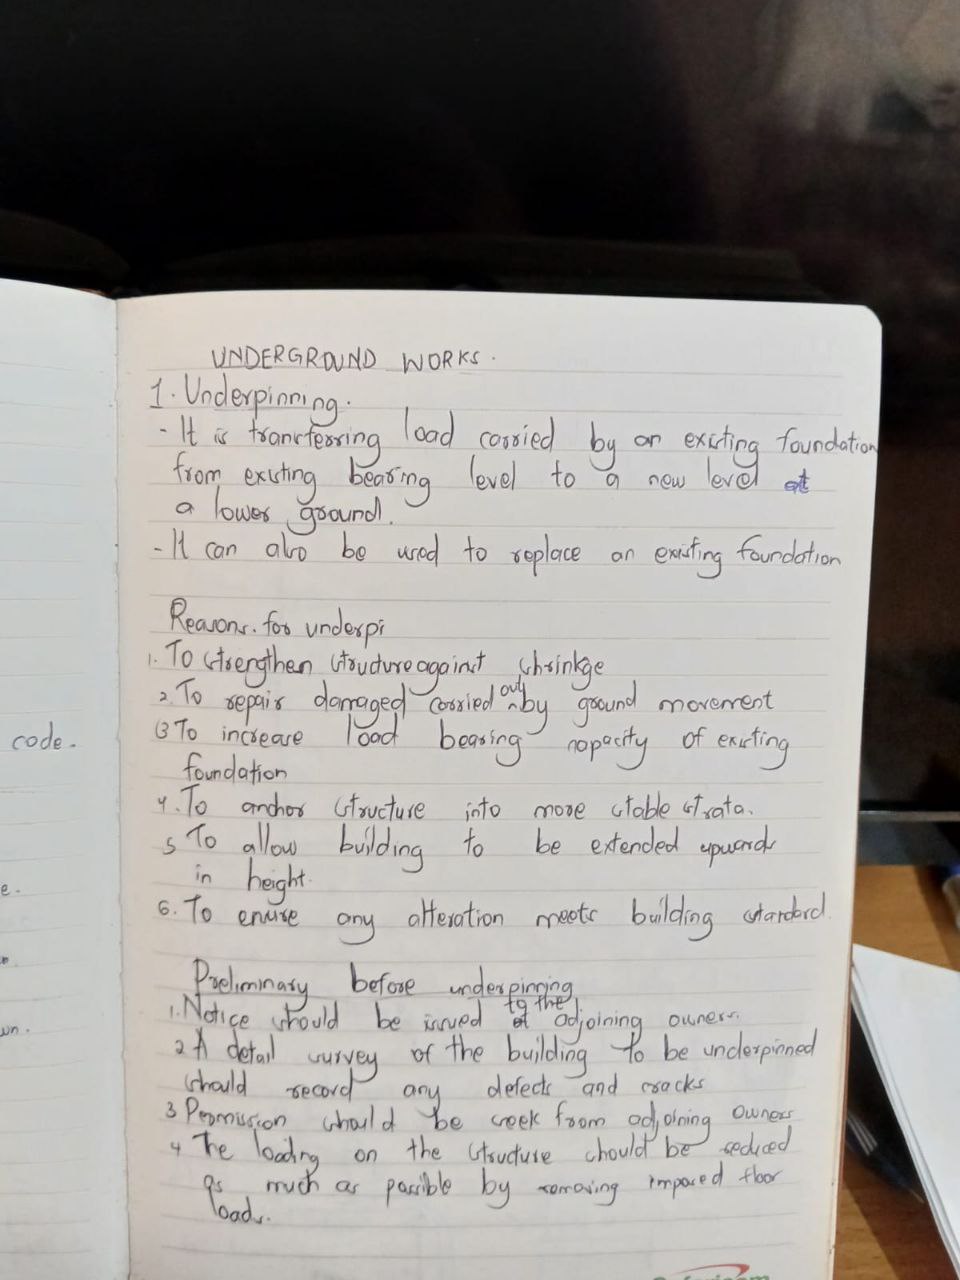 UNDERGROUND WORKS.
1. Underpinning.
- It is transferring load carried by an existing foundation
from existing bearing level to a new level at
a lower ground.
- It can also be used to replace an existing foundation
Reasons for underpi
1. To strengthen structure against shrinkge
2. To repair damaged carried out by ground movement
(3 To increase load bearing capacity of existing
foundation
4. To anchor structure into more stable strata.
5 To allow building to be extended upwards
in height.
6. To ensure any alteration meets building standard.
Preliminary before underpinning
1. Notice should be issued to the adjoining owners.
2 A detail survey of the building to be underpinned
should record any defects and cracks
3 Permission should be seek from adjoining owners
4 The loading on the structure should be reduced
as much as possible by removing imposed floor
loads.
code.
e.
wn.